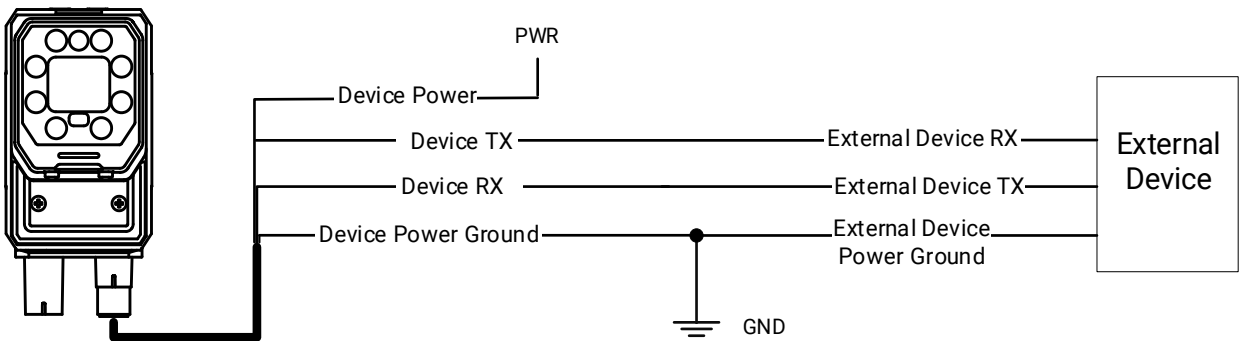 PWR
Device Power
Device TX
External Device RX
External
Device
Device RX
External Device TX
Device Power Ground
External Device
Power Ground
GND